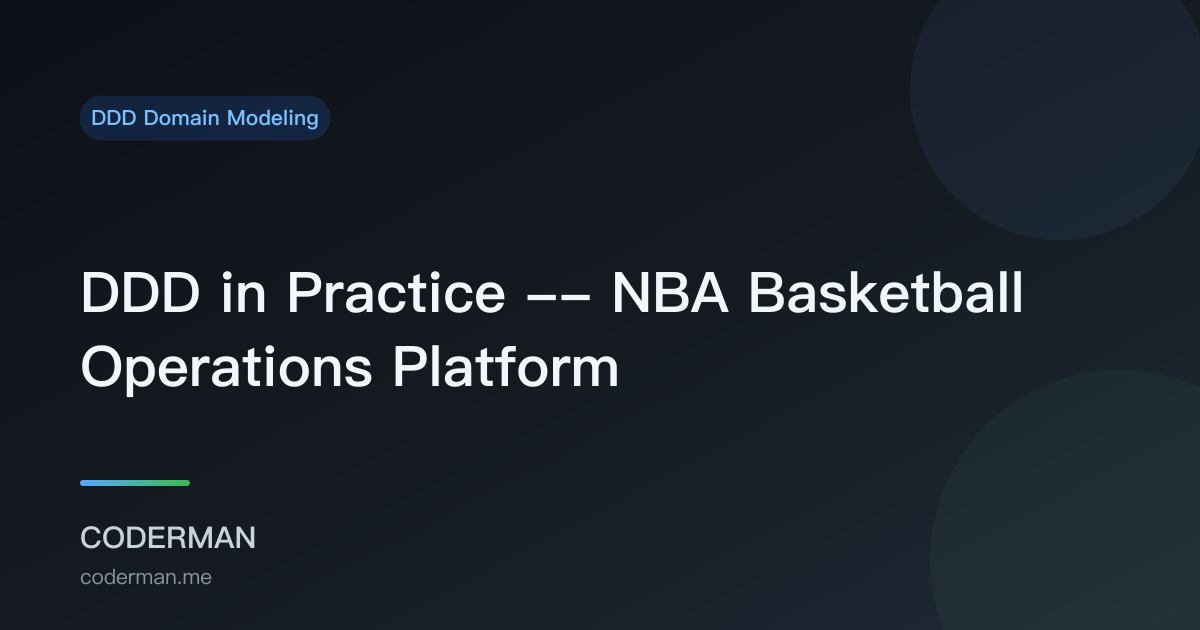 DDD Domain Modeling
DDD in Practice -- NBA Basketball
Operations Platform
CODERMAN
coderman.me